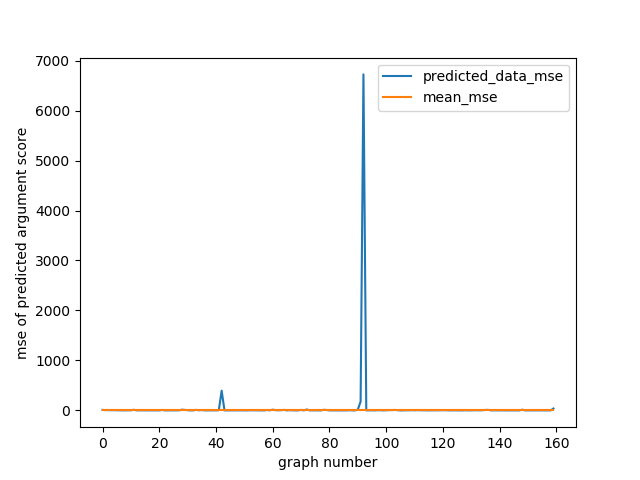 7000
6000
5000
4000
3000
2000
1000
0
mse of predicted argument score
predicted_data_mse
mean_mse
0 20 40 60 80 100 120 140 160
graph number